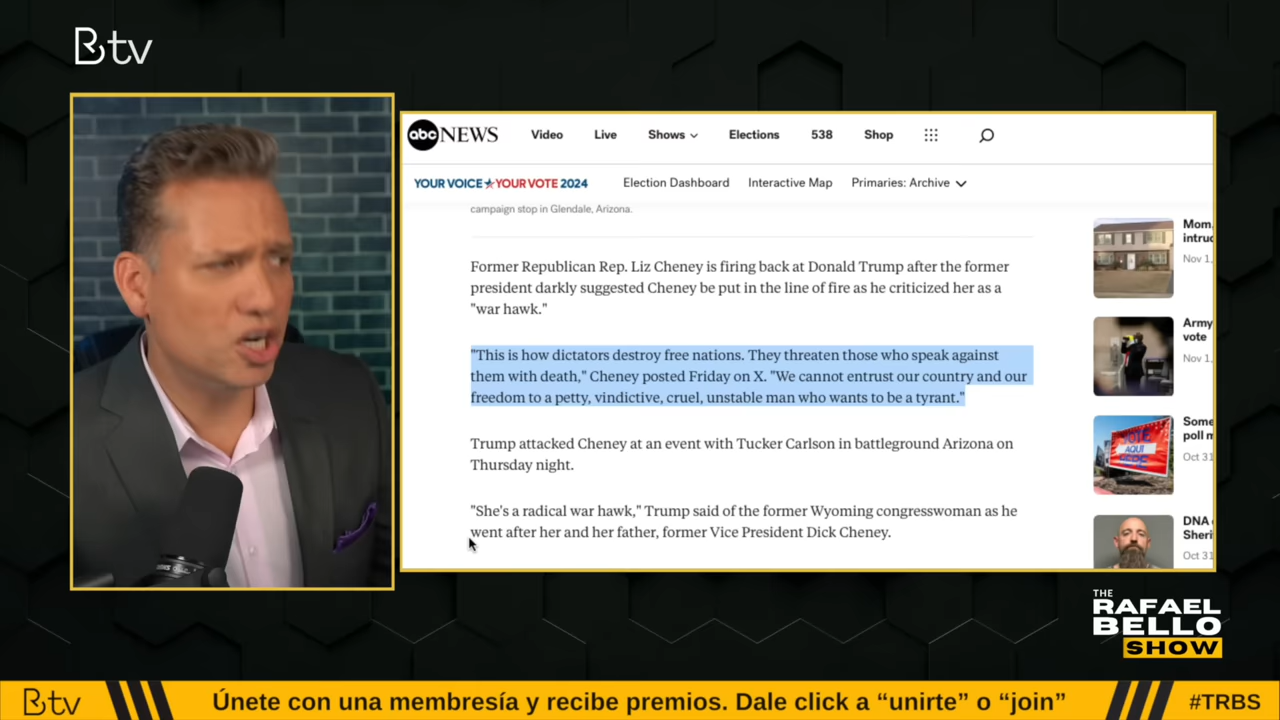 Btv
abc NEWS Video Live Shows Elections 538 Shop
YOUR VOICE YOUR VOTE 2024 Election Dashboard Interactive Map Primaries: Archive
campaign stop in Glendale, Arizona.
Former Republican Rep. Liz Cheney is firing back at Donald Trump after the former
president darkly suggested Cheney be put in the line of fire as he criticized her as a
"war hawk."
"This is how dictators destroy free nations. They threaten those who speak against
them with death," Cheney posted Friday on X. "We cannot entrust our country and our
freedom to a petty, vindictive, cruel, unstable man who wants to be a tyrant."
Trump attacked Cheney at an event with Tucker Carlson in battleground Arizona on
Thursday night.
"She's a radical war hawk," Trump said of the former Wyoming congresswoman as he
went after her and her father, former Vice President Dick Cheney.
Mom,
intruc
Nov 1,
Army
vote
Nov 1,
VOTE
AQUI
HERE
Some
poll m
Oct 31
DNA
Sheri
Oct 31
THE
RAFAEL
BELLO
SHOW
Btv Únete con una membresía y recibe premios. Dale click a “unirte” o “join” #TRBS